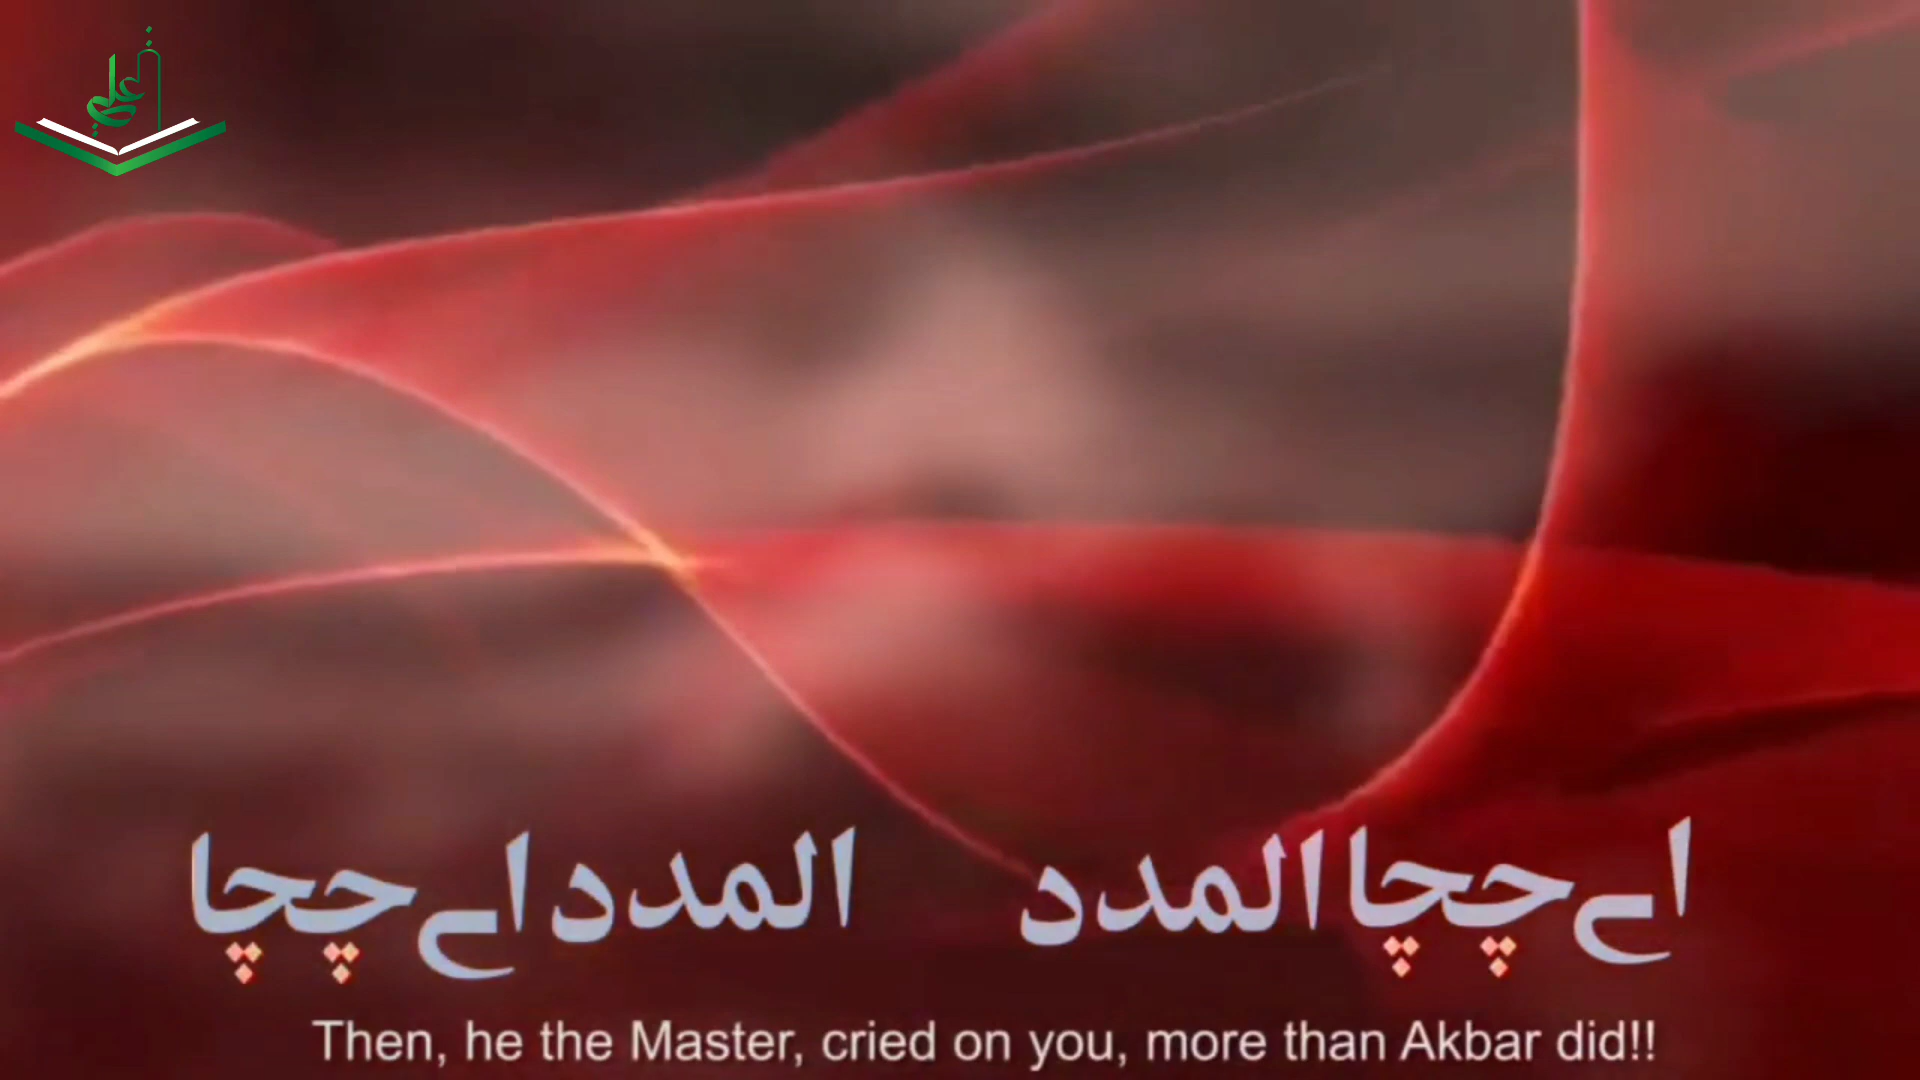 اے چچا المدد المدد اے چچا
Then, he the Master, cried on you, more than Akbar did!!